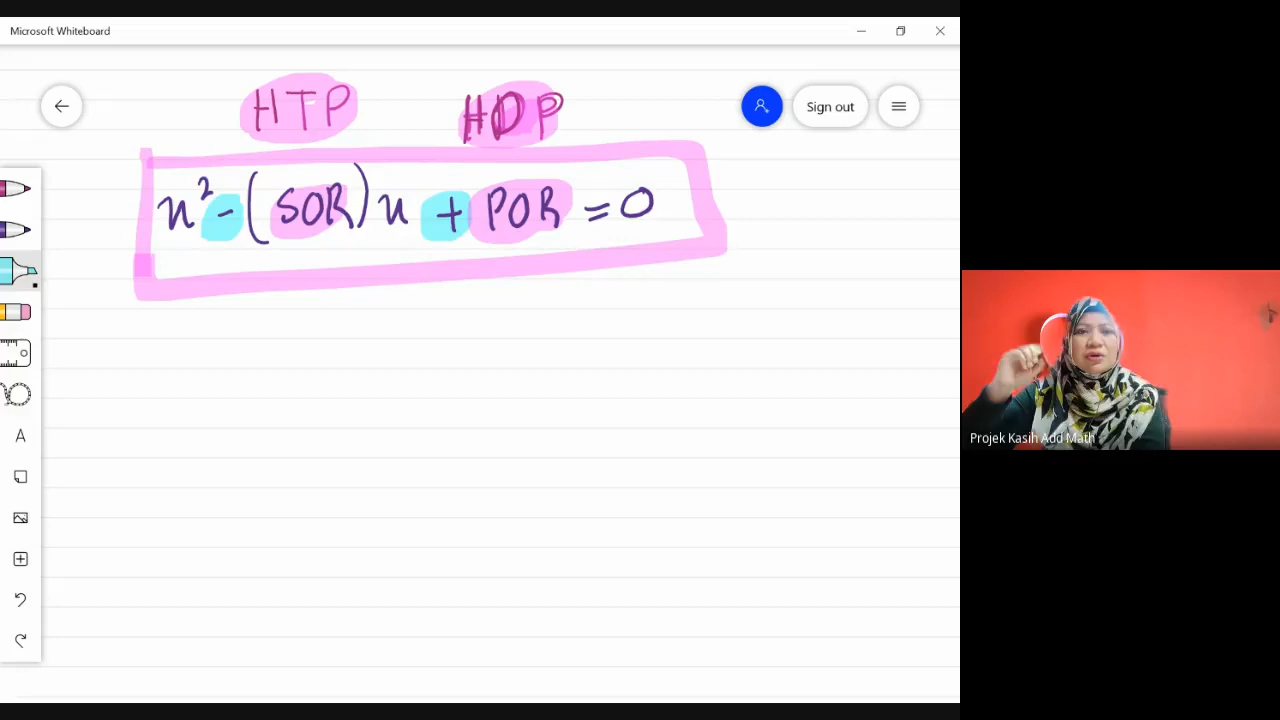 Microsoft Whiteboard
HTP HDP
Sign out
x² - (SOR)x + POR = 0
A
Projek Kasih Add Math